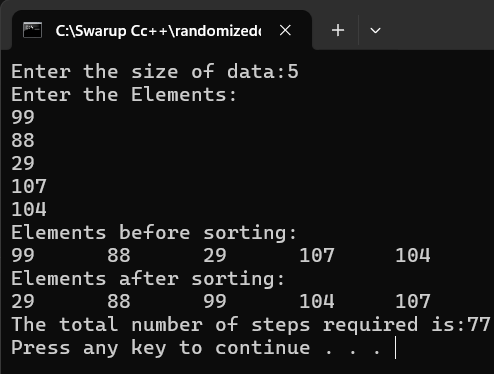 C:\Swarup Cc++\randomizedc
Enter the size of data:5
Enter the Elements:
99
88
29
107
104
Elements before sorting:
99 88 29 107 104
Elements after sorting:
29 88 99 104 107
The total number of steps required is:77
Press any key to continue . . .